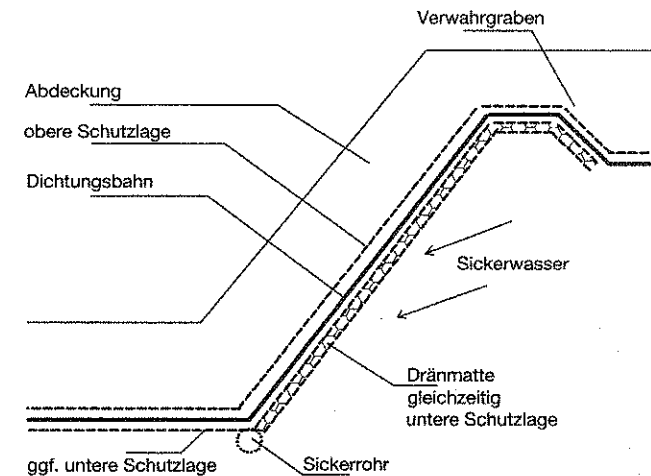 Verwahrgraben
Abdeckung
obere Schutzlage
Dichtungsbahn
Sickerwasser
Dränmatte
gleichzeitig
untere Schutzlage
ggf. untere Schutzlage
Sickerrohr